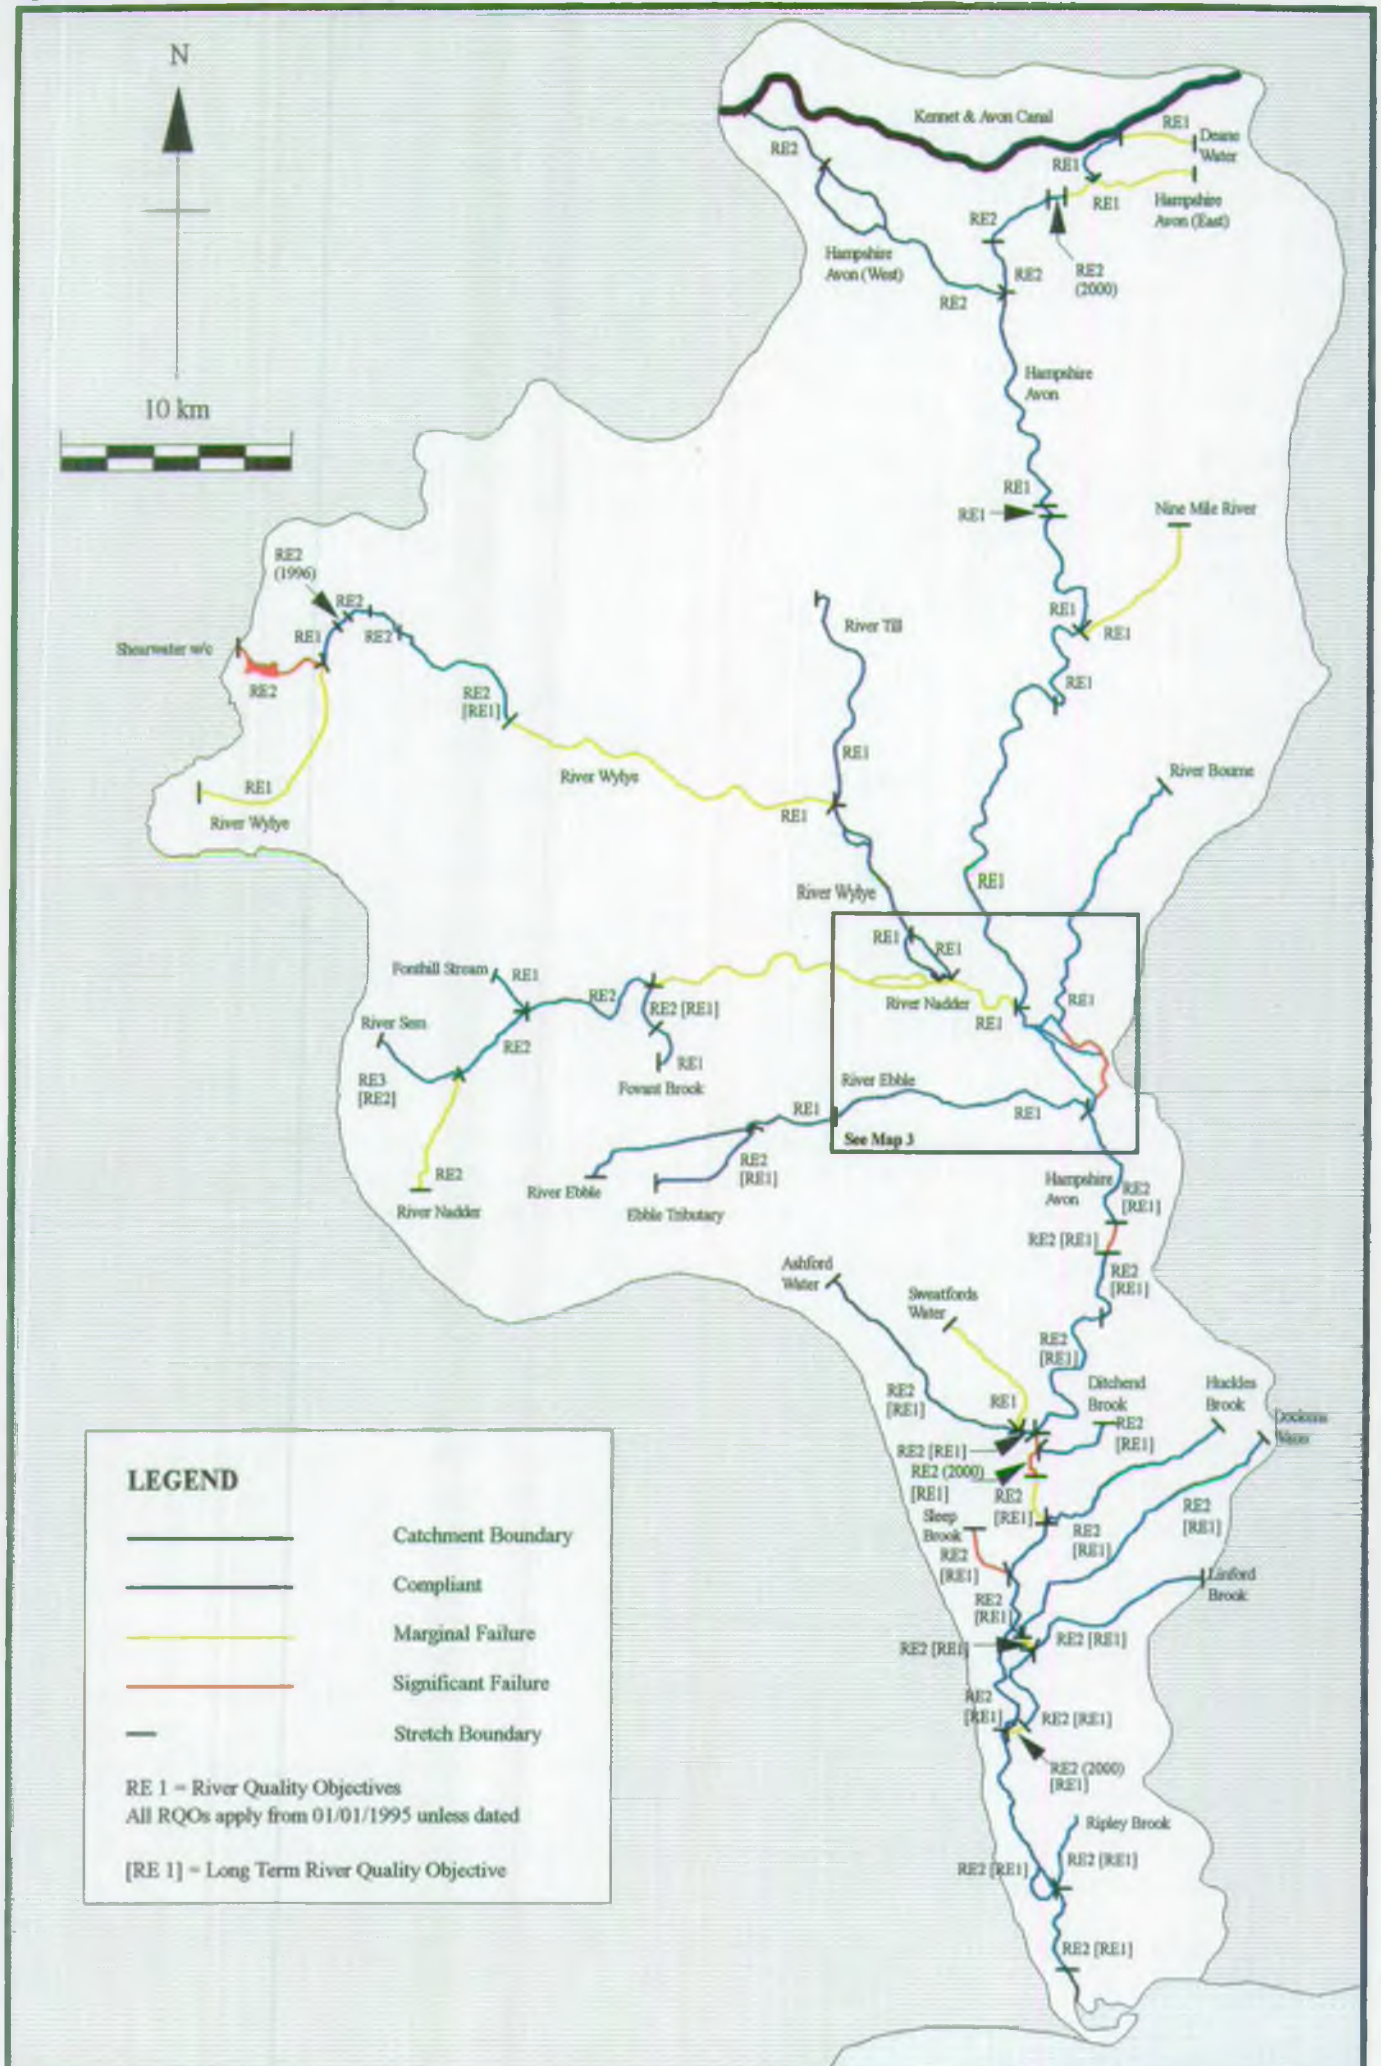 N
10 km
Kennet & Avon Canal
RE1
Deane
Water
RE2
RE1
RE1
Hampshire
Avon (East)
RE2
Hampshire
Avon (West)
RE2
RE2
(2000)
RE2
Hampshire
Avon
RE1
RE1
Nine Mile River
RE2
(1996)
RE2
RE1
RE2
Shearwater w/c
RE2
RE2
[RE1]
River Till
RE1
RE1
RE1
RE1
River Wylye
River Wylye
RE1
RE1
River Bourne
RE1
River Wylye
RE1
RE1
Fonthill Stream
RE1
RE2
RE2 [RE1]
River Nadder
RE1
RE1
River Sem
RE2
RE3
[RE2]
RE1
Fovant Brook
River Ebble
RE1
RE1
See Map 3
RE2
River Nadder
River Ebble
RE2
[RE1]
Ebble Tributary
Hampshire
Avon
RE2
[RE1]
RE2 [RE1]
RE2
[RE1]
Ashford
Water
Sweatfords
Water
RE2
[RE1]
Ditchend
Brook
Huckles
Brook
Dockens
Water
RE2
[RE1]
RE1
RE2
[RE1]
RE2 [RE1]
RE2 (2000)
[RE1]
RE2
[RE1]
Sleep
Brook
RE2
[RE1]
RE2
[RE1]
RE2
[RE1]
Linford
Brook
RE2
[RE1]
RE2 [RE1]
RE2 [RE1]
RE2
[RE1]
RE2 [RE1]
RE2 (2000)
[RE1]
Ripley Brook
RE2 [RE1]
RE2 [RE1]
RE2 [RE1]
LEGEND
Catchment Boundary
Compliant
Marginal Failure
Significant Failure
Stretch Boundary
RE 1 = River Quality Objectives
All RQOs apply from 01/01/1995 unless dated
[RE 1] = Long Term River Quality Objective